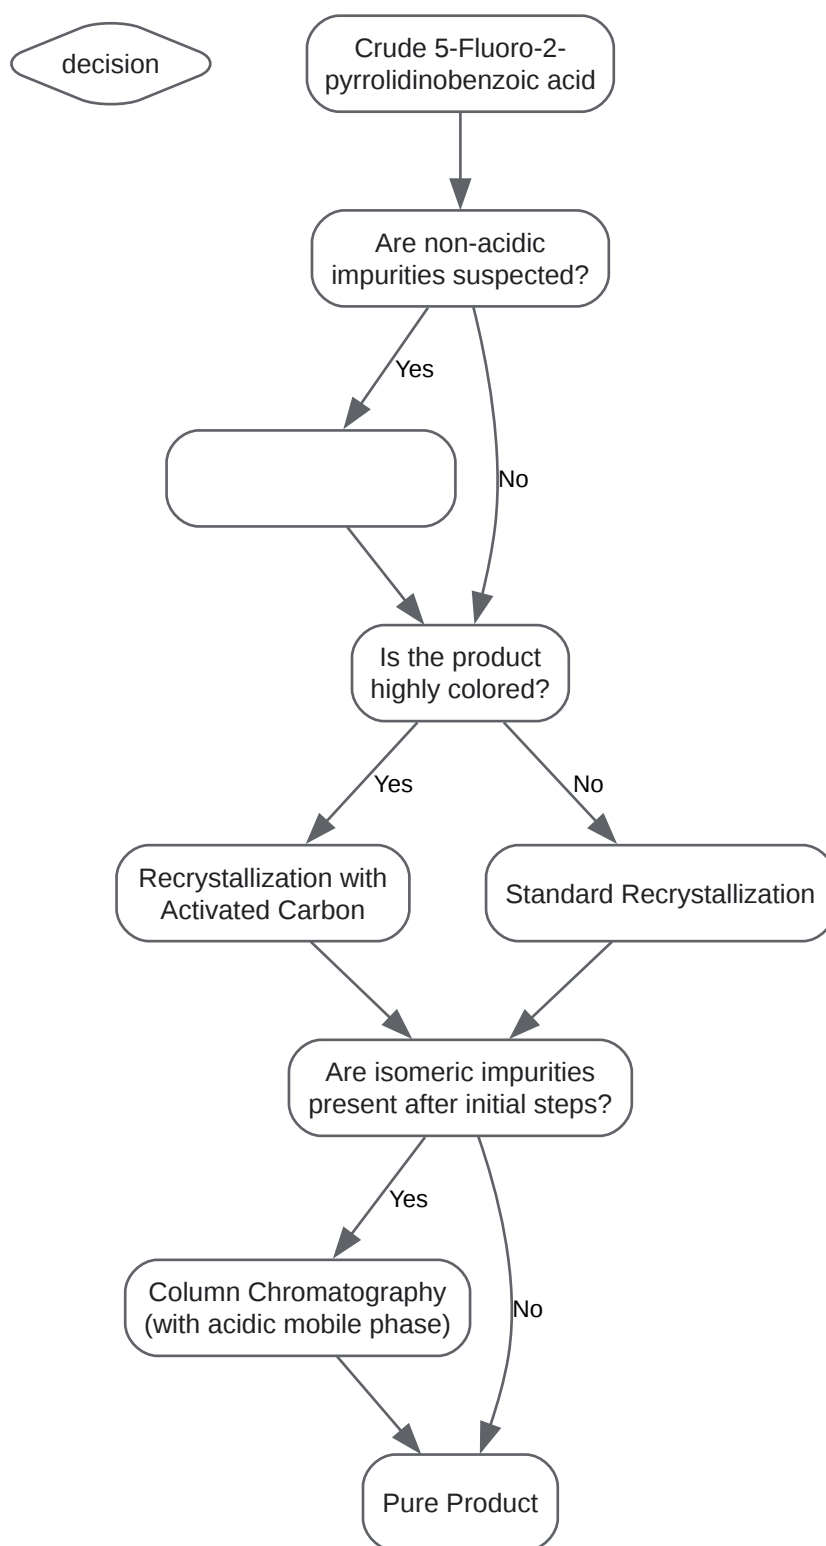 decision
Crude 5-Fluoro-2-
pyrrolidinobenzoic acid
Are non-acidic
impurities suspected?
Yes
No
Is the product
highly colored?
Yes
No
Recrystallization with
Activated Carbon
Standard Recrystallization
Are isomeric impurities
present after initial steps?
Yes
Column Chromatography
(with acidic mobile phase)
No
Pure Product